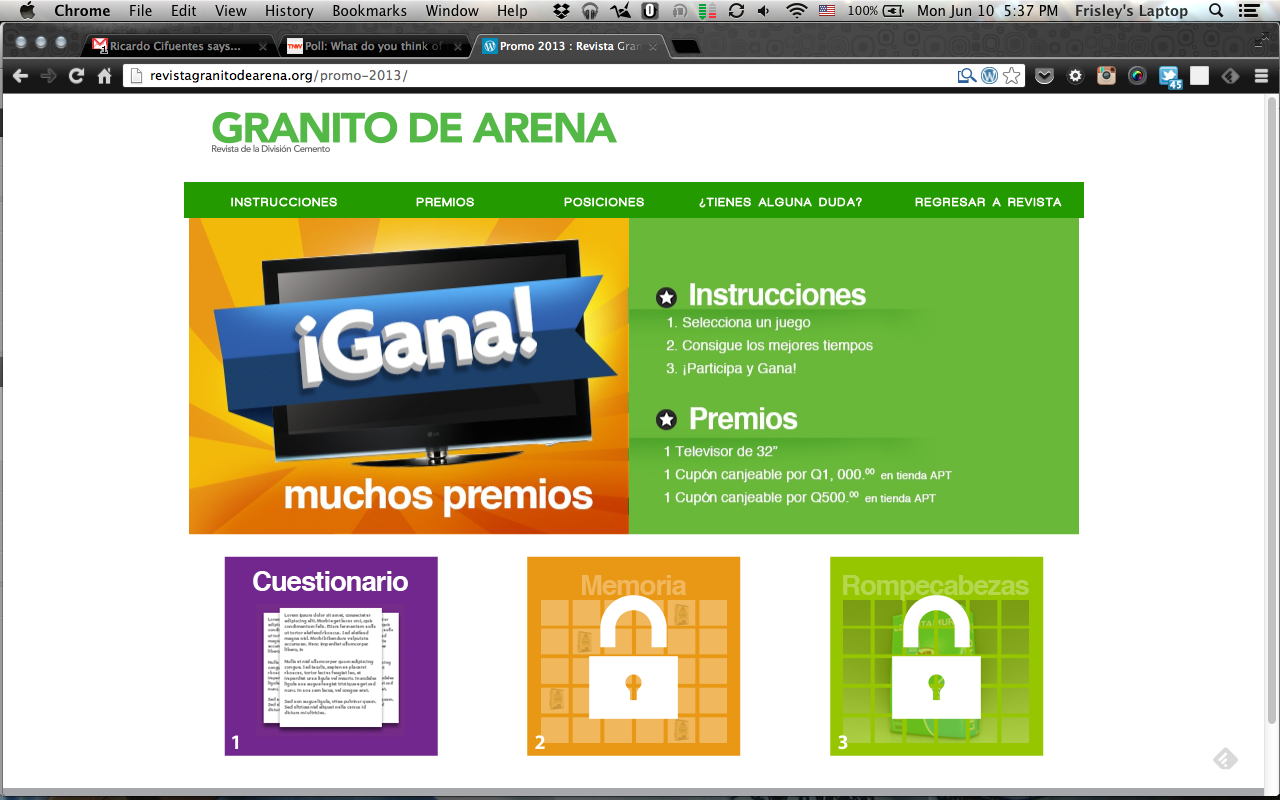 Chrome File Edit View History Bookmarks Window Help 100% Mon Jun 10 5:37 PM Frisley's Laptop
Ricardo Cifuentes says... Poll: What do you think of Promo 2013 : Revista Gran
revistagranitodearena.org/promo-2013/
45
GRANITO DE ARENA
Revista de la División Cemento
INSTRUCCIONES PREMIOS POSICIONES ¿TIENES ALGUNA DUDA? REGRESAR A REVISTA
¡Gana!
LG
muchos premios
Instrucciones
1. Selecciona un juego
2. Consigue los mejores tiempos
3. ¡Participa y Gana!
Premios
1 Televisor de 32”
1 Cupón canjeable por Q1, 000.00 en tienda APT
1 Cupón canjeable por Q500.00 en tienda APT
Cuestionario
1
Memoria
2
Rompecabezas
3